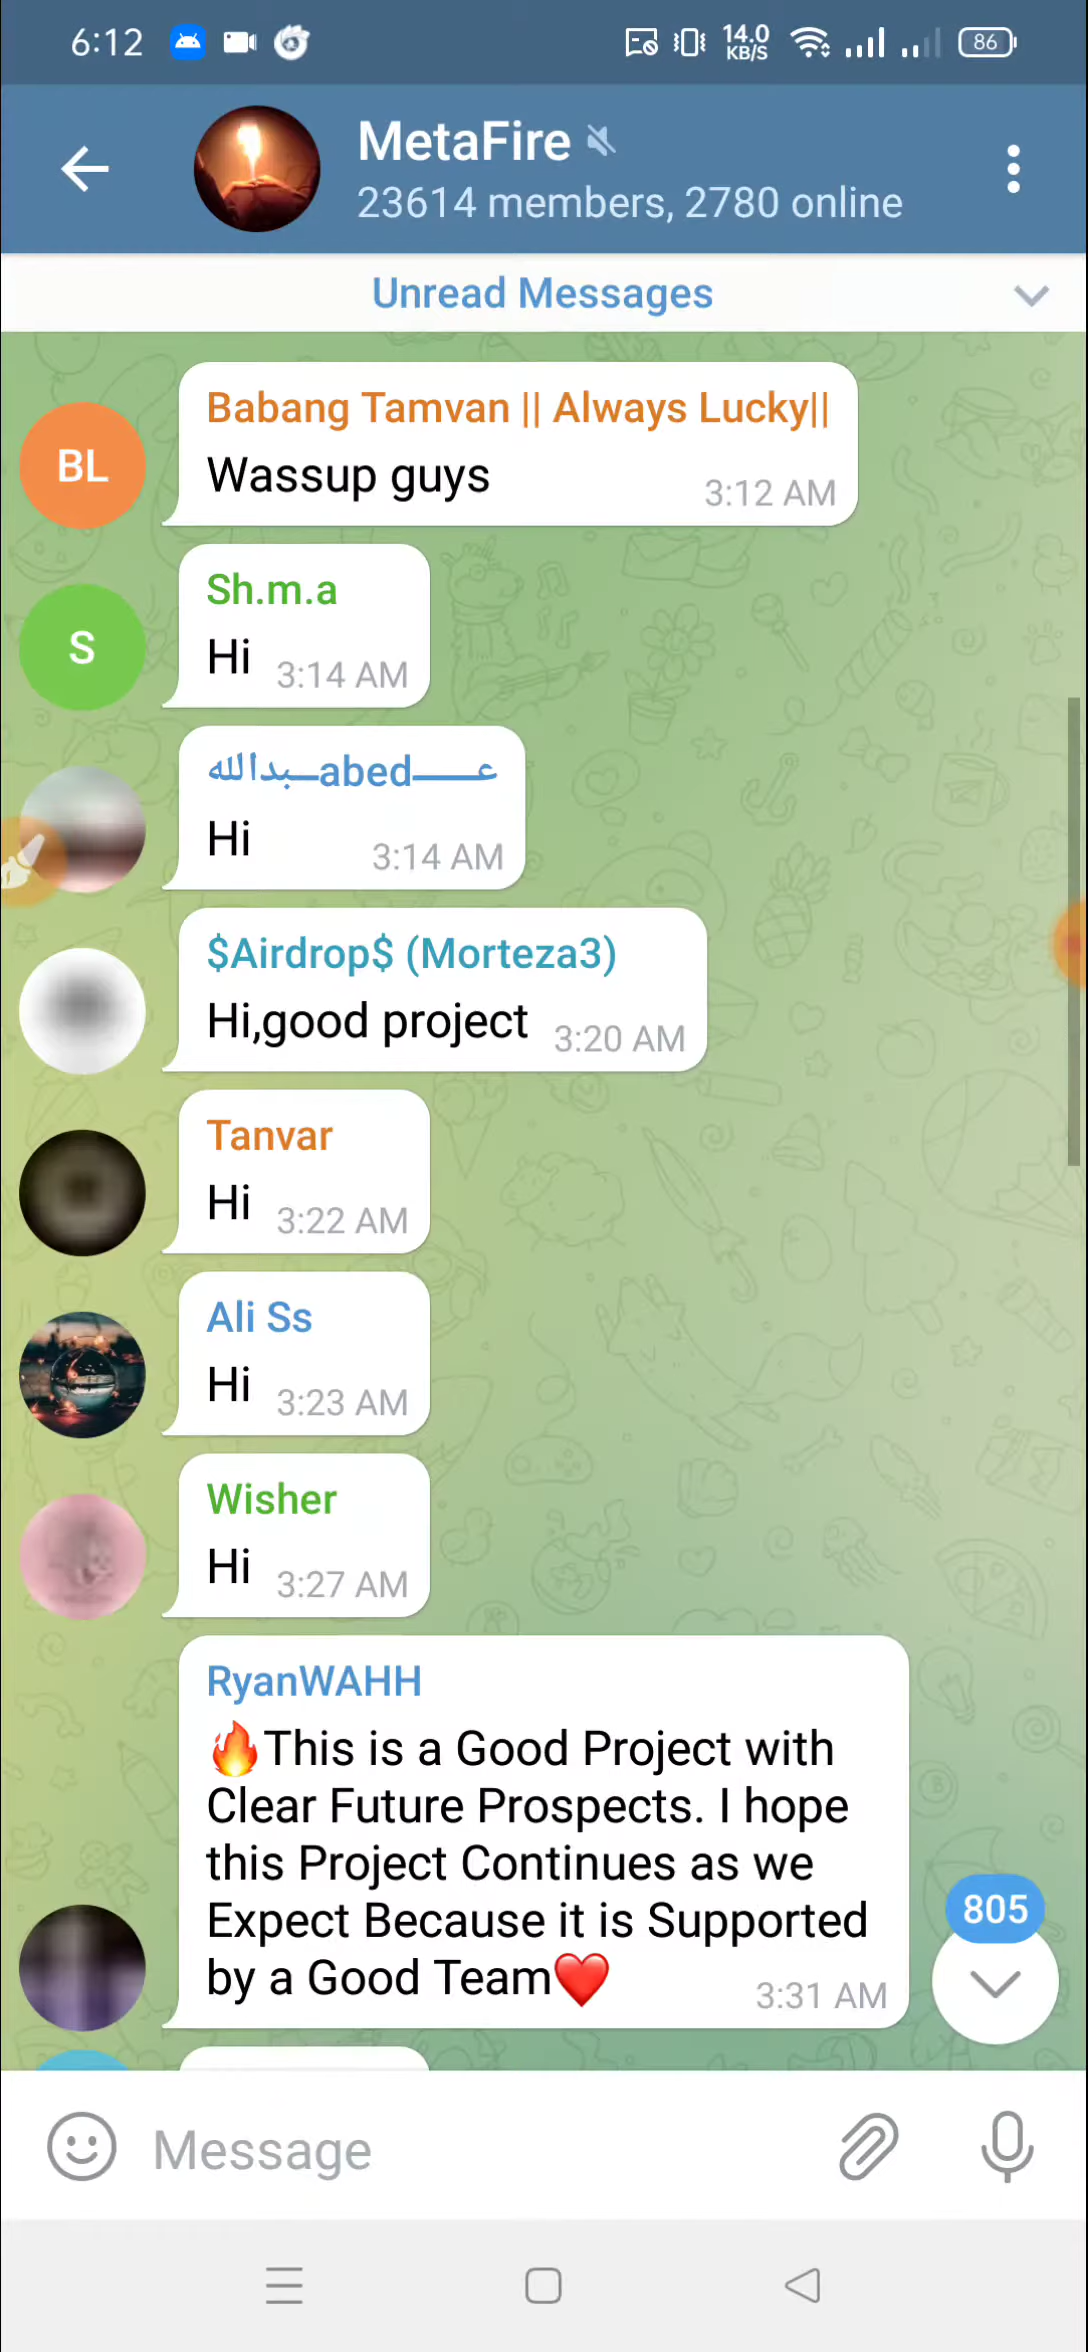 6:12
14.0
KB/S
86
MetaFire
23614 members, 2780 online
Unread Messages
BL
Babang Tamvan || Always Lucky||
Wassup guys
3:12 AM
S
Sh.m.a
Hi
3:14 AM
عـــــabedـــبدالله
Hi
3:14 AM
$Airdrop$ (Morteza3)
Hi,good project
3:20 AM
Tanvar
Hi
3:22 AM
Ali Ss
Hi
3:23 AM
Wisher
Hi
3:27 AM
RyanWAHH
🔥This is a Good Project with
Clear Future Prospects. I hope
this Project Continues as we
Expect Because it is Supported
by a Good Team❤️
3:31 AM
805
Message